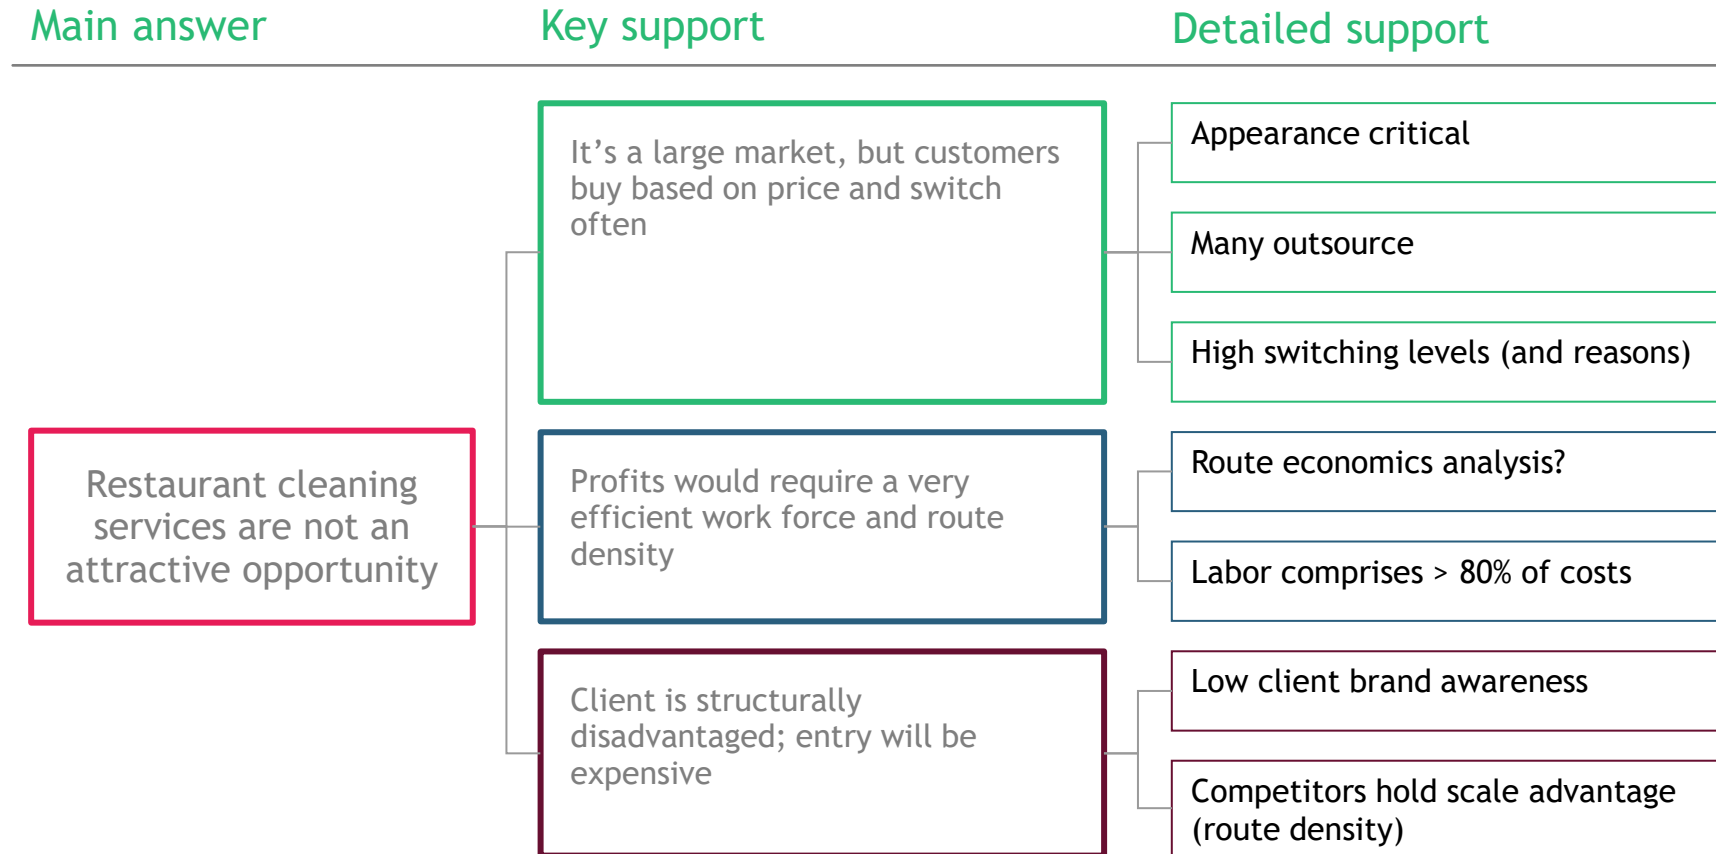 Main answer
Key support
Detailed support
Restaurant cleaning
services are not an
attractive opportunity
It’s a large market, but customers
buy based on price and switch
often
Appearance critical
Many outsource
High switching levels (and reasons)
Profits would require a very
efficient work force and route
density
Route economics analysis?
Labor comprises > 80% of costs
Client is structurally
disadvantaged; entry will be
expensive
Low client brand awareness
Competitors hold scale advantage
(route density)